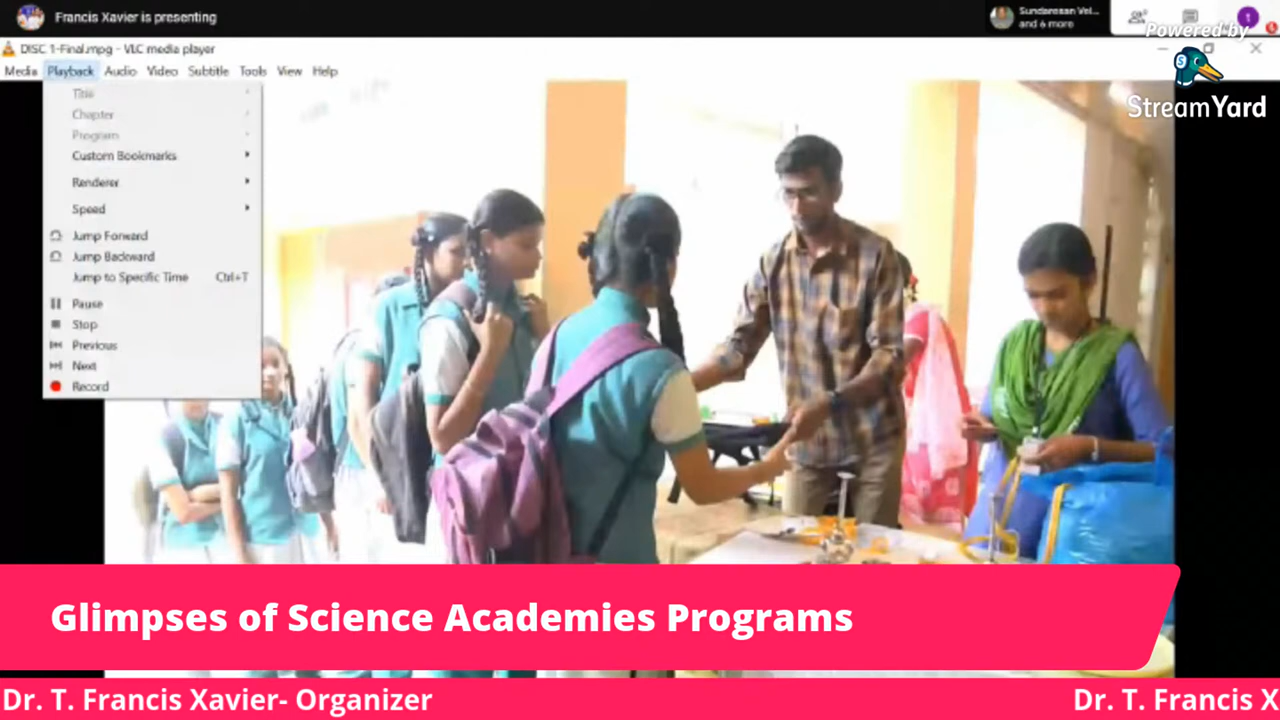 Francis Xavier is presenting
Sundaresan Vel...
and 6 more
1
Powered by
StreamYard
DISC 1-Final.mpg - VLC media player
Media Playback Audio Video Subtitle Tools View Help
Title
Chapter
Program
Custom Bookmarks
Renderer
Speed
Jump Forward
Jump Backward
Jump to Specific Time Ctrl+T
Pause
Stop
Previous
Next
Record
Glimpses of Science Academies Programs
Dr. T. Francis Xavier- Organizer
Dr. T. Francis X